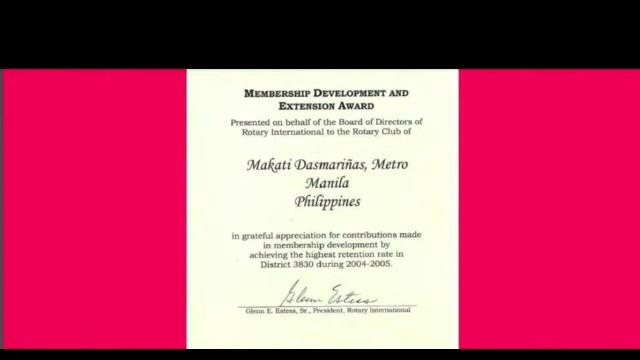 MEMBERSHIP DEVELOPMENT AND
EXTENSION AWARD
Presented on behalf of the Board of Directors of
Rotary International to the Rotary Club of
Makati Dasmariñas, Metro
Manila
Philippines
in grateful appreciation for contributions made
in membership development by
achieving the highest retention rate in
District 3830 during 2004-2005.
Glenn Estess
Glenn E. Estess, Sr., President, Rotary International